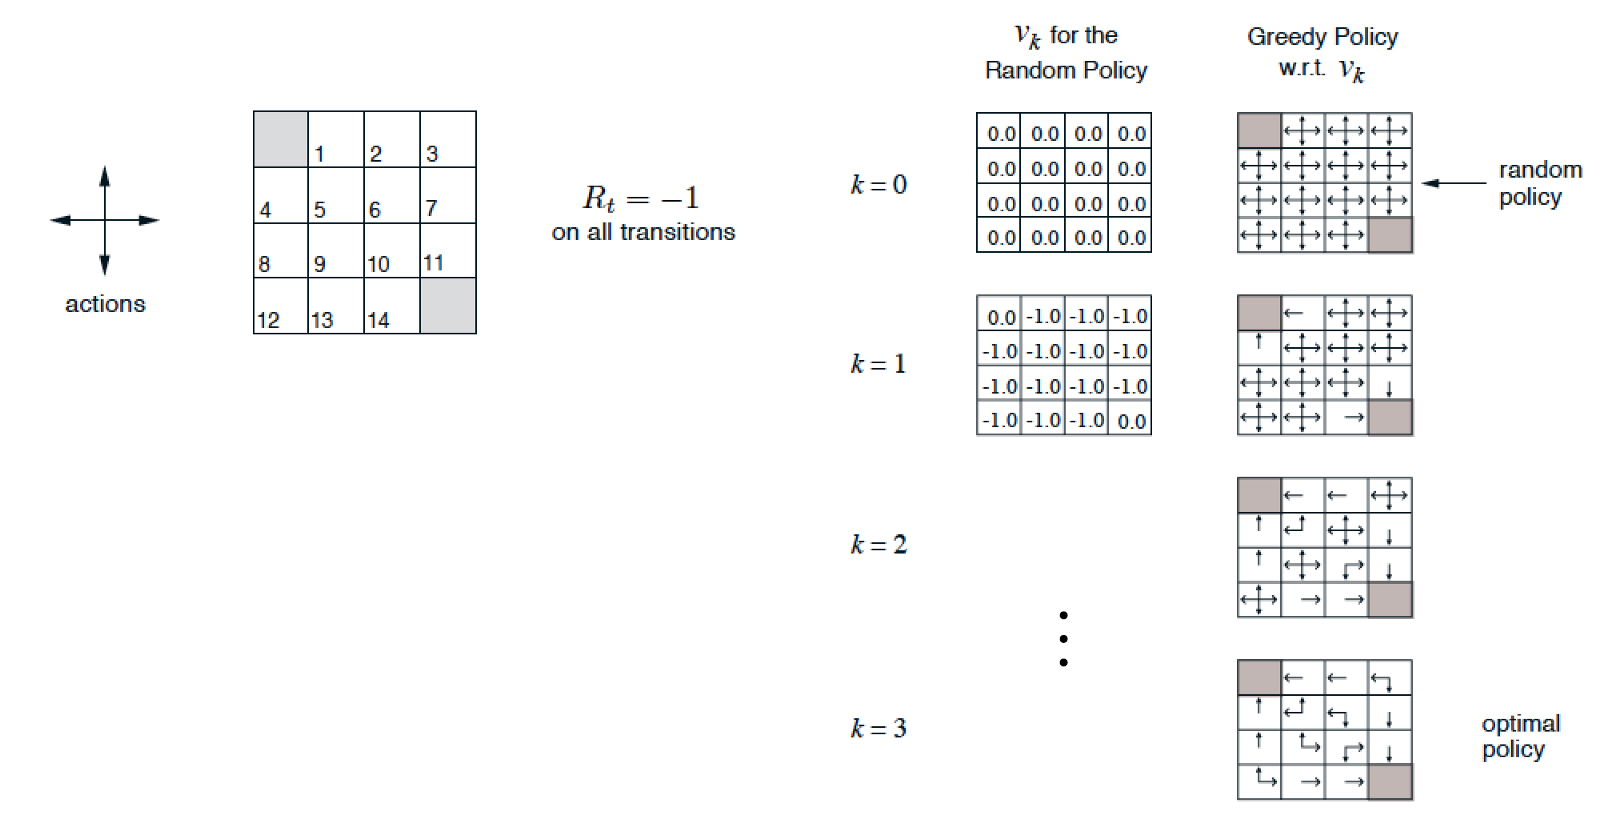 actions
1 2 3
4 5 6 7
8 9 10 11
12 13 14
R_t = −1
on all transitions
v_k for the
Random Policy
Greedy Policy
w.r.t. v_k
k = 0
0.0 0.0 0.0 0.0
0.0 0.0 0.0 0.0
0.0 0.0 0.0 0.0
0.0 0.0 0.0 0.0
random
policy
k = 1
0.0 -1.0 -1.0 -1.0
-1.0 -1.0 -1.0 -1.0
-1.0 -1.0 -1.0 -1.0
-1.0 -1.0 -1.0 0.0
k = 2
k = 3
optimal
policy